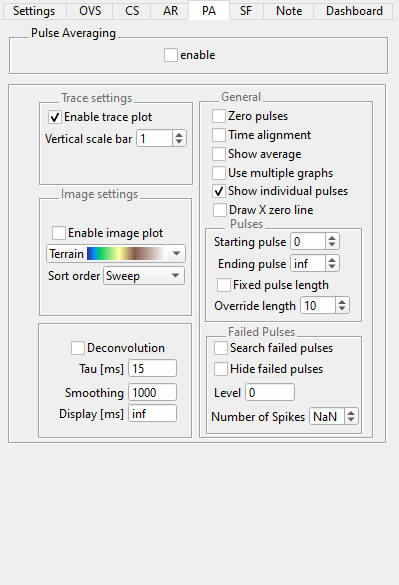 Settings OVS CS AR PA SF Note Dashboard
Pulse Averaging
enable
Trace settings
Enable trace plot
Vertical scale bar 1
Image settings
Enable image plot
Terrain
Sort order Sweep
Deconvolution
Tau [ms] 15
Smoothing 1000
Display [ms] inf
General
Zero pulses
Time alignment
Show average
Use multiple graphs
Show individual pulses
Draw X zero line
Pulses
Starting pulse 0
Ending pulse inf
Fixed pulse length
Override length 10
Failed Pulses
Search failed pulses
Hide failed pulses
Level 0
Number of Spikes NaN